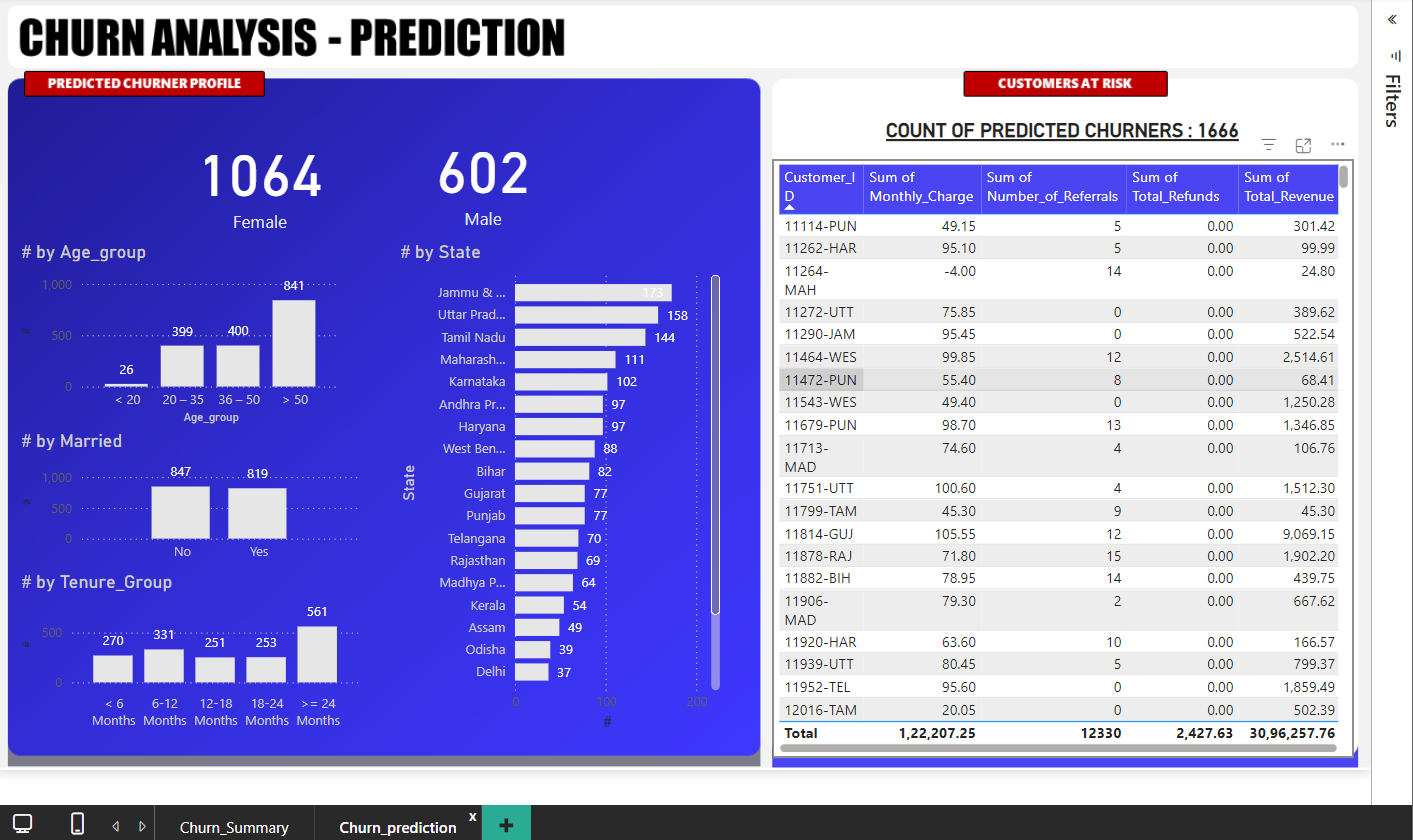 CHURN ANALYSIS - PREDICTION
PREDICTED CHURNER PROFILE
1064
Female
602
Male
# by Age_group
1,000
500
0
26
399
400
841
< 20
20 – 35
36 – 50
> 50
Age_group
#
# by Married
1,000
500
0
847
819
No
Yes
#
# by Tenure_Group
500
0
270
331
251
253
561
< 6
Months
6-12
Months
12-18
Months
18-24
Months
>= 24
Months
#
# by State
State
Jammu & ... 173
Uttar Prad... 158
Tamil Nadu 144
Maharash... 111
Karnataka 102
Andhra Pr... 97
Haryana 97
West Ben... 88
Bihar 82
Gujarat 77
Punjab 77
Telangana 70
Rajasthan 69
Madhya P... 64
Kerala 54
Assam 49
Odisha 39
Delhi 37
0 100 200
#
CUSTOMERS AT RISK
COUNT OF PREDICTED CHURNERS : 1666
Customer_I
D
Sum of
Monthly_Charge
Sum of
Number_of_Referrals
Sum of
Total_Refunds
Sum of
Total_Revenue
11114-PUN 49.15 5 0.00 301.42
11262-HAR 95.10 5 0.00 99.99
11264- -4.00 14 0.00 24.80
MAH
11272-UTT 75.85 0 0.00 389.62
11290-JAM 95.45 0 0.00 522.54
11464-WES 99.85 12 0.00 2,514.61
11472-PUN 55.40 8 0.00 68.41
11543-WES 49.40 0 0.00 1,250.28
11679-PUN 98.70 13 0.00 1,346.85
11713- 74.60 4 0.00 106.76
MAD
11751-UTT 100.60 4 0.00 1,512.30
11799-TAM 45.30 9 0.00 45.30
11814-GUJ 105.55 12 0.00 9,069.15
11878-RAJ 71.80 15 0.00 1,902.20
11882-BIH 78.95 14 0.00 439.75
11906- 79.30 2 0.00 667.62
MAD
11920-HAR 63.60 10 0.00 166.57
11939-UTT 80.45 5 0.00 799.37
11952-TEL 95.60 0 0.00 1,859.49
12016-TAM 20.05 0 0.00 502.39
Total 1,22,207.25 12330 2,427.63 30,96,257.76
Filters
Churn_Summary
Churn_prediction
x